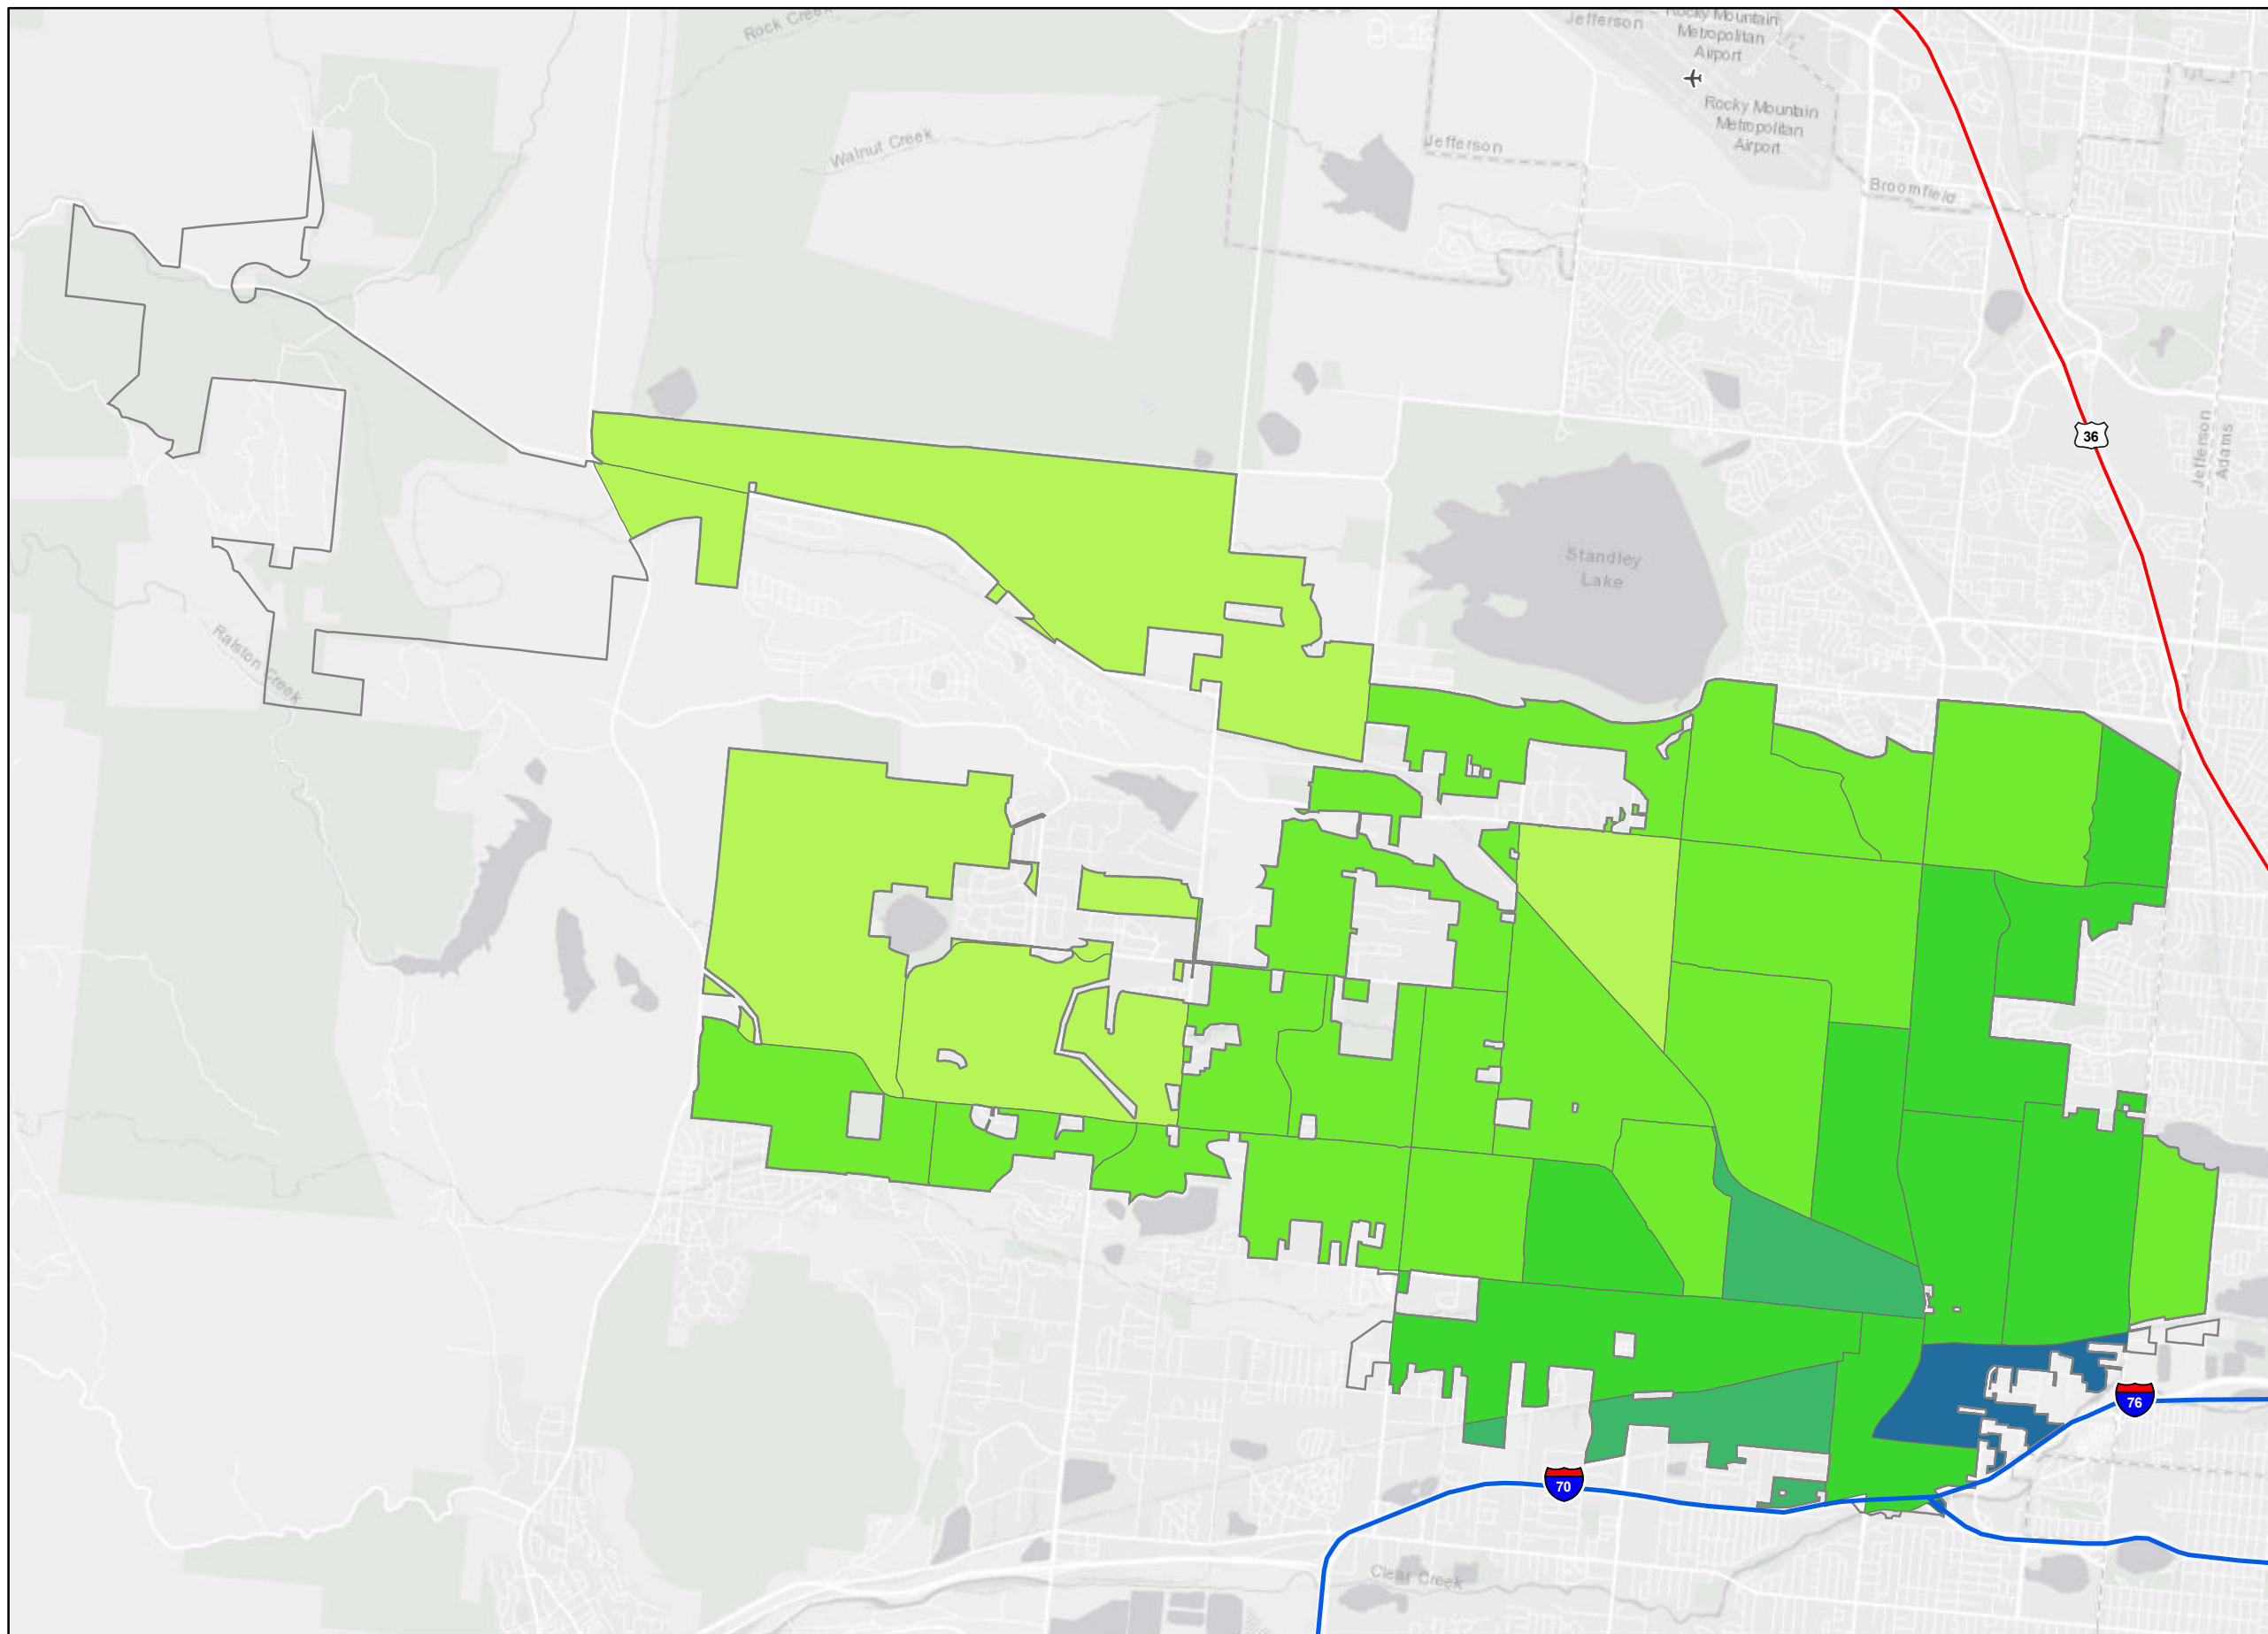 Rock Creek
Jefferson
Rocky Mountain
Metropolitan
Airport
Rocky Mountain
Metropolitan
Airport
Walnut Creek
Jefferson
Broomfield
36
Jefferson
Adams
Standley
Lake
Ralston Creek
76
70
Clear Creek